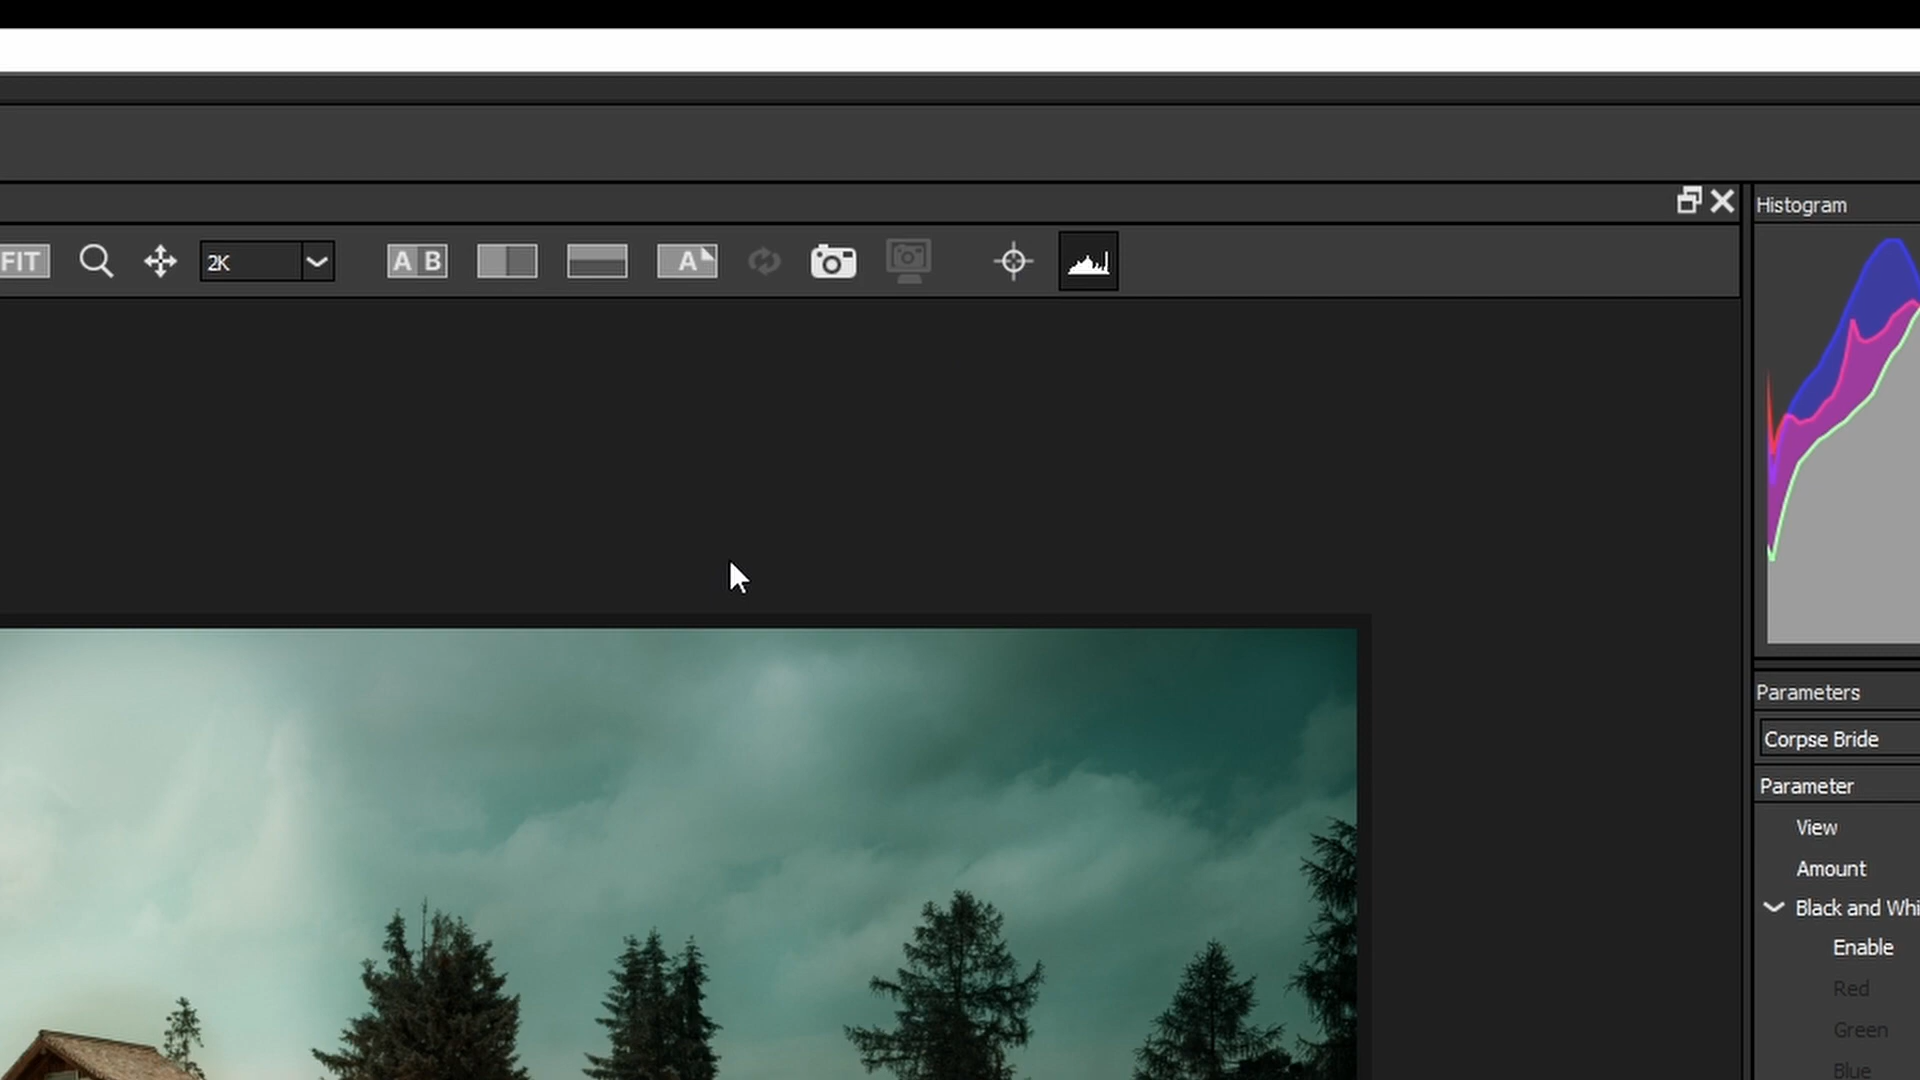 Histogram
FIT
2K
A B
A
Parameters
Corpse Bride
Parameter
View
Amount
Black and Whi
Enable
Red
Green
Blue